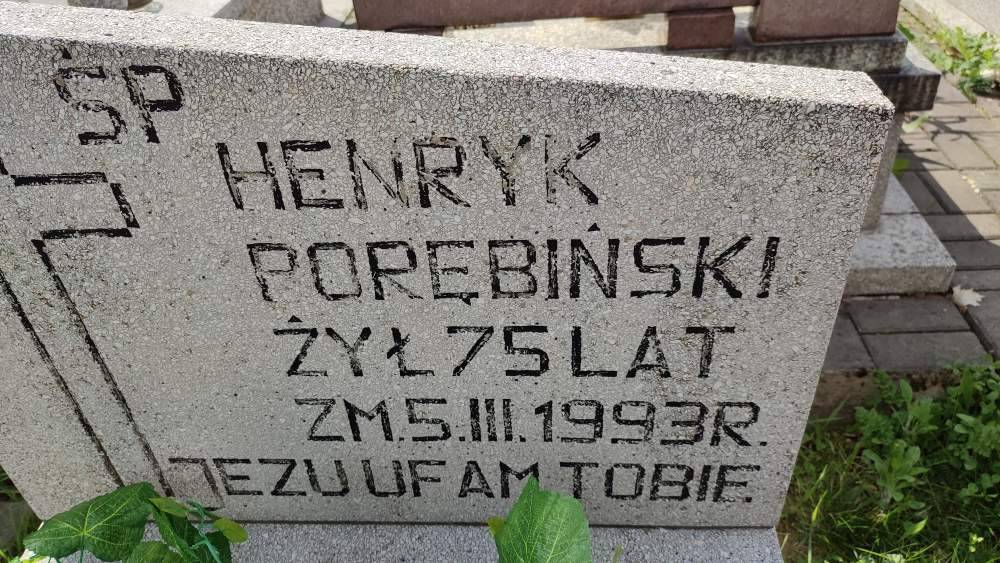 ŚP
HENRYK
PORĘBIŃSKI
ŻYŁ 75 LAT
ZM. 5. III. 1993 R.
JEZU UFAM TOBIE